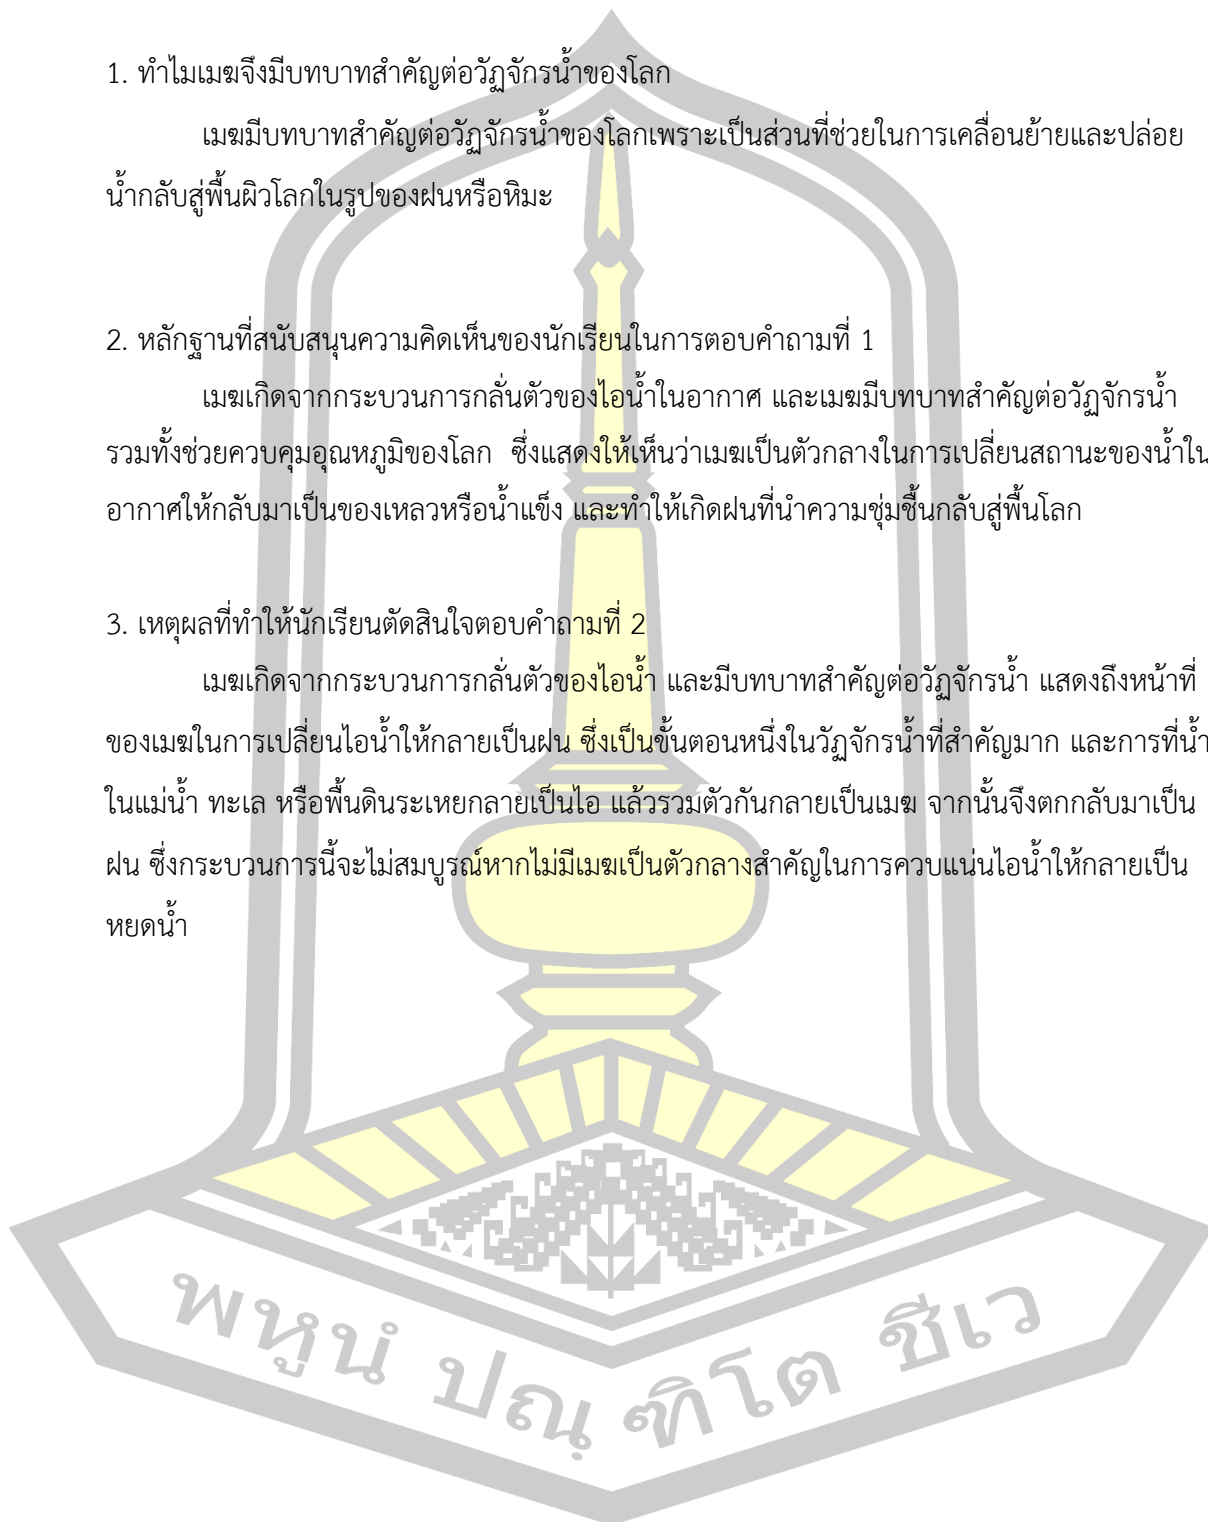 1. ทำไมเมฆจึงมีบทบาทสำคัญต่อวัฏจักรน้ำของโลก
เมฆมีบทบาทสำคัญต่อวัฏจักรน้ำของโลกเพราะเป็นส่วนที่ช่วยในการเคลื่อนย้ายและปล่อย
น้ำกลับสู่พื้นผิวโลกในรูปของฝนหรือหิมะ
2. หลักฐานที่สนับสนุนความคิดเห็นของนักเรียนในการตอบคำถามที่ 1
เมฆเกิดจากกระบวนการกลั่นตัวของไอน้ำในอากาศ และเมฆมีบทบาทสำคัญต่อวัฏจักรน้ำ
รวมทั้งช่วยควบคุมอุณหภูมิของโลก ซึ่งแสดงให้เห็นว่าเมฆเป็นตัวกลางในการเปลี่ยนสถานะของน้ำใน
อากาศให้กลับมาเป็นของเหลวหรือน้ำแข็ง และทำให้เกิดฝนที่นำความชุ่มชื้นกลับสู่พื้นโลก
3. เหตุผลที่ทำให้นักเรียนตัดสินใจตอบคำถามที่ 2
เมฆเกิดจากกระบวนการกลั่นตัวของไอน้ำ และมีบทบาทสำคัญต่อวัฏจักรน้ำ แสดงถึงหน้าที่
ของเมฆในการเปลี่ยนไอน้ำให้กลายเป็นฝน ซึ่งเป็นขั้นตอนหนึ่งในวัฏจักรน้ำที่สำคัญมาก และการที่น้ำ
ในแม่น้ำ ทะเล หรือพื้นดินระเหยกลายเป็นไอ แล้วรวมตัวกันกลายเป็นเมฆ จากนั้นจึงตกกลับมาเป็น
ฝน ซึ่งกระบวนการนี้จะไม่สมบูรณ์หากไม่มีเมฆเป็นตัวกลางสำคัญในการควบแน่นไอน้ำให้กลายเป็น
หยดน้ำ
พหูนํ ปณฺฑิโต ชีเว